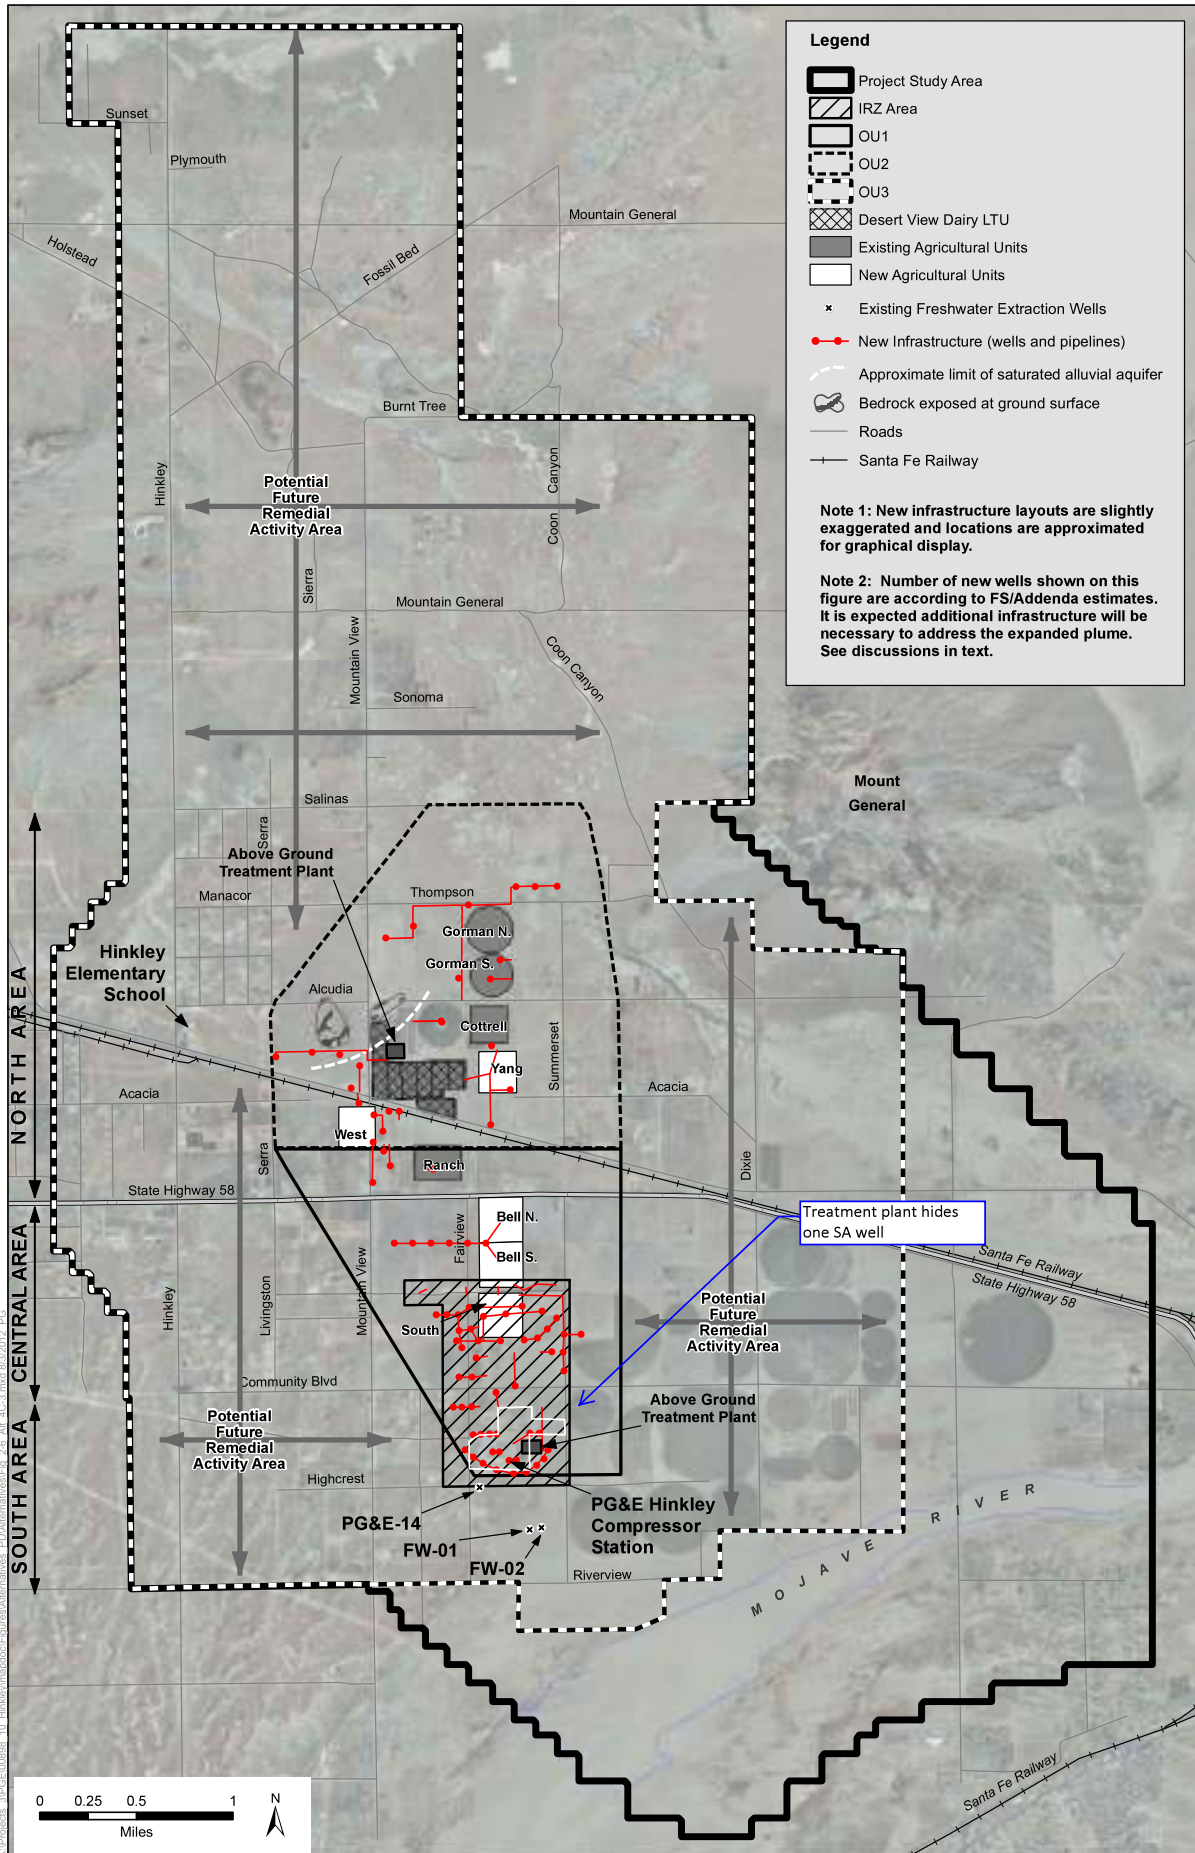 Legend
Project Study Area
IRZ Area
OU1
OU2
OU3
Desert View Dairy LTU
Existing Agricultural Units
New Agricultural Units
Existing Freshwater Extraction Wells
New Infrastructure (wells and pipelines)
Approximate limit of saturated alluvial aquifer
Bedrock exposed at ground surface
Roads
Santa Fe Railway
Note 1: New infrastructure layouts are slightly
exaggerated and locations are approximated
for graphical display.
Note 2: Number of new wells shown on this
figure are according to FS/Addenda estimates.
It is expected additional infrastructure will be
necessary to address the expanded plume.
See discussions in text.
Sunset
Plymouth
Mountain General
Holstead
Fossil Bed
Burnt Tree
Hinkley
Potential
Future
Remedial
Activity Area
Canyon
Coon
Sierra
Mountain General
Mountain View
Coon Canyon
Sonoma
Mount
General
Salinas
Serra
Above Ground
Treatment Plant
Manacor
Thompson
Gorman N.
Gorman S.
Hinkley
Elementary
School
Alcudia
Cottrell
Yang
Summerset
Acacia
Acacia
West
Serra
Ranch
Dixie
NORTH AREA
State Highway 58
Treatment plant hides
one SA well
Bell N.
Bell S.
Fairview
Santa Fe Railway
State Highway 58
Hinkley
Livingston
Mountain View
South
CENTRAL AREA
Potential
Future
Remedial
Activity Area
Community Blvd
Above Ground
Treatment Plant
Potential
Future
Remedial
Activity Area
Highcrest
PG&E-14
FW-01
FW-02
PG&E Hinkley
Compressor
Station
Riverview
MOJAVE RIVER
SOUTH AREA
Santa Fe Railway
0 0.25 0.5 1
Miles
N